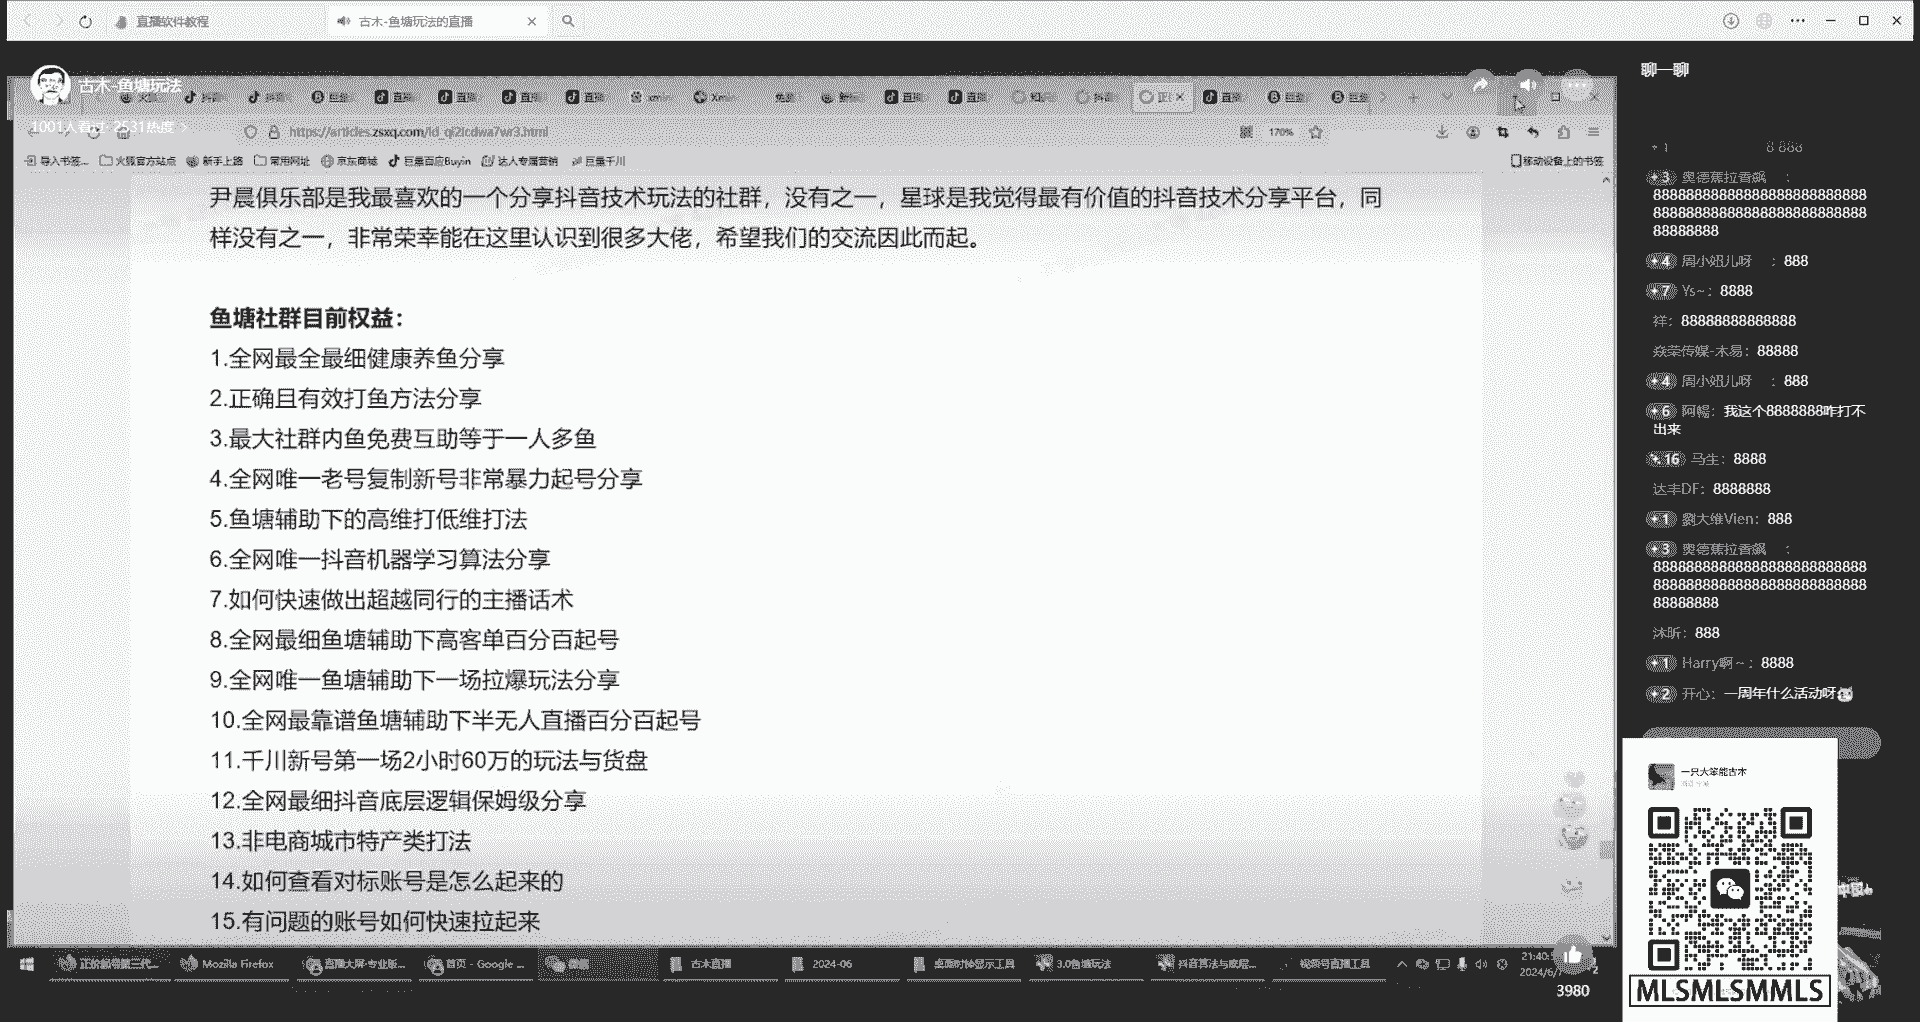 直播软件教程
古木-鱼塘玩法的直播
聊一聊
古木-鱼塘玩法
1001人看过·2531热度 >
https://articles.zsxq.com/id_qi2lcdwa7wr3.html
170%
导入书签...
火狐官方站点
新手上路
常用网址
京东商城
巨量百应Buyin
达人专属营销
巨量千川
移动设备上的书签
尹晨俱乐部是我最喜欢的一个分享抖音技术玩法的社群，没有之一，星球是我觉得最有价值的抖音技术分享平台，同
样没有之一，非常荣幸能在这里认识到很多大佬，希望我们的交流因此而起。
鱼塘社群目前权益：
1.全网最全最细健康养鱼分享
2.正确且有效打鱼方法分享
3.最大社群内鱼免费互助等于一人多鱼
4.全网唯一老号复制新号非常暴力起号分享
5.鱼塘辅助下的高维打低维打法
6.全网唯一抖音机器学习算法分享
7.如何快速做出超越同行的主播话术
8.全网最细鱼塘辅助下高客单百分百起号
9.全网唯一鱼塘辅助下一场拉爆玩法分享
10.全网最靠谱鱼塘辅助下半无人直播百分百起号
11.千川新号第一场2小时60万的玩法与货盘
12.全网最细抖音底层逻辑保姆级分享
13.非电商城市特产类打法
14.如何查看对标账号是怎么起来的
15.有问题的账号如何快速拉起来
3 奥德蕉拉香飙 ：
88888888888888888888888888
88888888888888888888888888
88888888
4 周小妞儿呀 ：888
7 Ys~：8888
祥：88888888888888
焱荣传媒-木易：88888
4 周小妞儿呀 ：888
6 阿幍：我这个8888888咋打不
出来
16 马生：8888
达丰DF：8888888
1 劉大维Vien：888
3 奥德蕉拉香飙 ：
88888888888888888888888888
88888888888888888888888888
88888888
沐昕：888
1 Harry啊~：8888
2 开心：一周年什么活动呀
一只大笨能古木
MLSMLSMMLS
Mozilla Firefox
直播大屏-专业版...
首页 - Google ...
微信
古木直播
2024-06
桌面时钟显示工具
3.0鱼塘玩法
抖音算法与底层...
视频号直播工具
3980